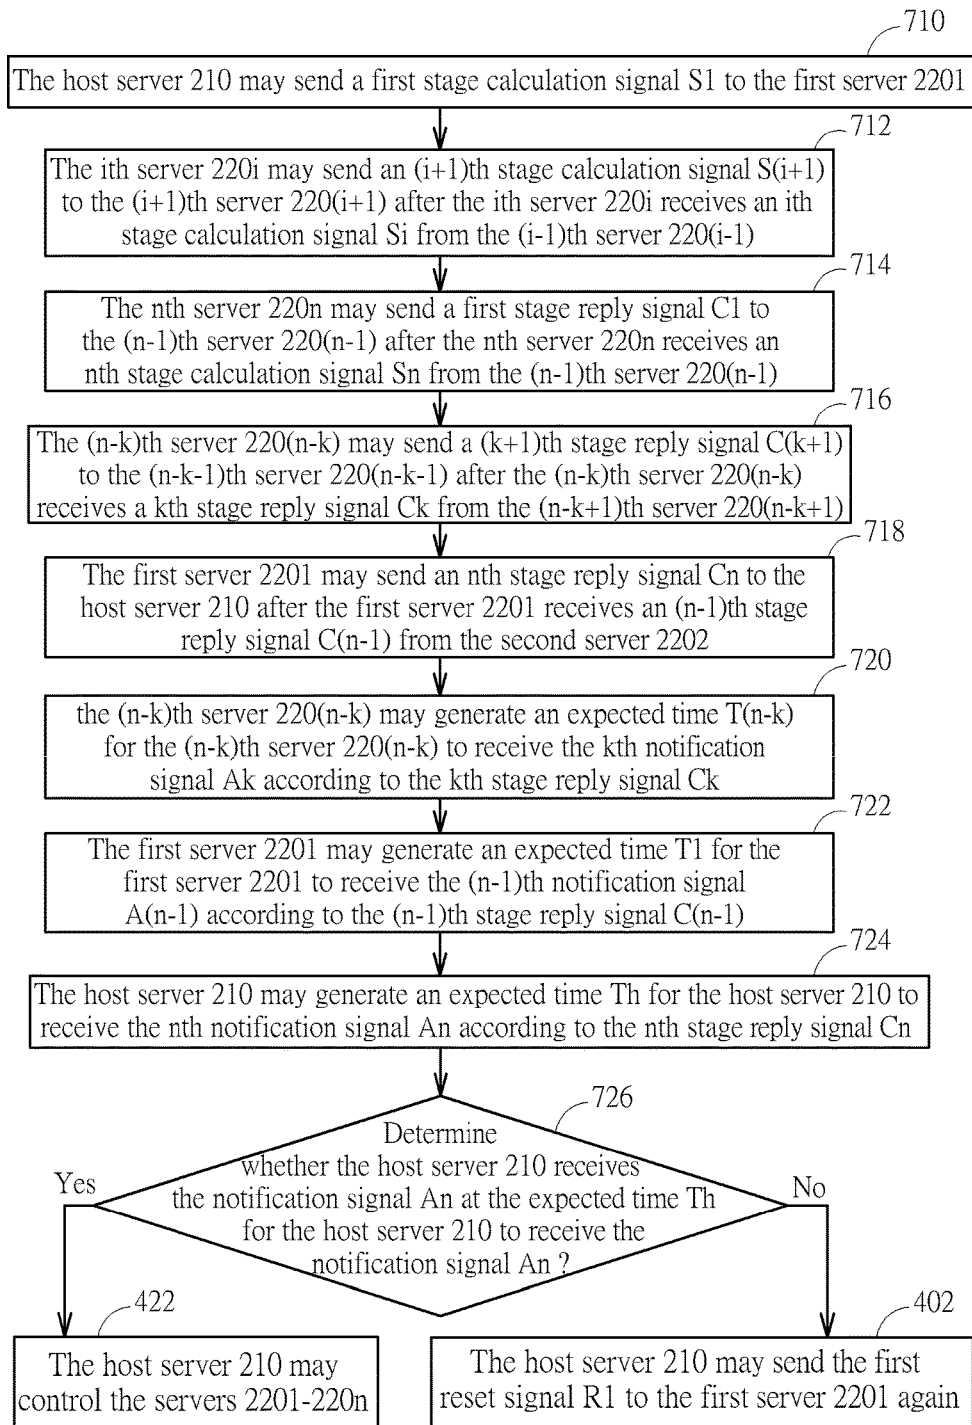 710
The host server 210 may send a first stage calculation signal S1 to the first server 2201
712
The ith server 220i may send an (i+1)th stage calculation signal S(i+1)
to the (i+1)th server 220(i+1) after the ith server 220i receives an ith
stage calculation signal Si from the (i-1)th server 220(i-1)
714
The nth server 220n may send a first stage reply signal C1 to
the (n-1)th server 220(n-1) after the nth server 220n receives an
nth stage calculation signal Sn from the (n-1)th server 220(n-1)
716
The (n-k)th server 220(n-k) may send a (k+1)th stage reply signal C(k+1)
to the (n-k-1)th server 220(n-k-1) after the (n-k)th server 220(n-k)
receives a kth stage reply signal Ck from the (n-k+1)th server 220(n-k+1)
718
The first server 2201 may send an nth stage reply signal Cn to the
host server 210 after the first server 2201 receives an (n-1)th stage
reply signal C(n-1) from the second server 2202
720
the (n-k)th server 220(n-k) may generate an expected time T(n-k)
for the (n-k)th server 220(n-k) to receive the kth notification
signal Ak according to the kth stage reply signal Ck
722
The first server 2201 may generate an expected time T1 for the
first server 2201 to receive the (n-1)th notification signal
A(n-1) according to the (n-1)th stage reply signal C(n-1)
724
The host server 210 may generate an expected time Th for the host server 210 to
receive the nth notification signal An according to the nth stage reply signal Cn
726
Determine
whether the host server 210 receives
the notification signal An at the expected time Th
for the host server 210 to receive the
notification signal An ?
Yes
No
422
The host server 210 may
control the servers 2201-220n
402
The host server 210 may send the first
reset signal R1 to the first server 2201 again